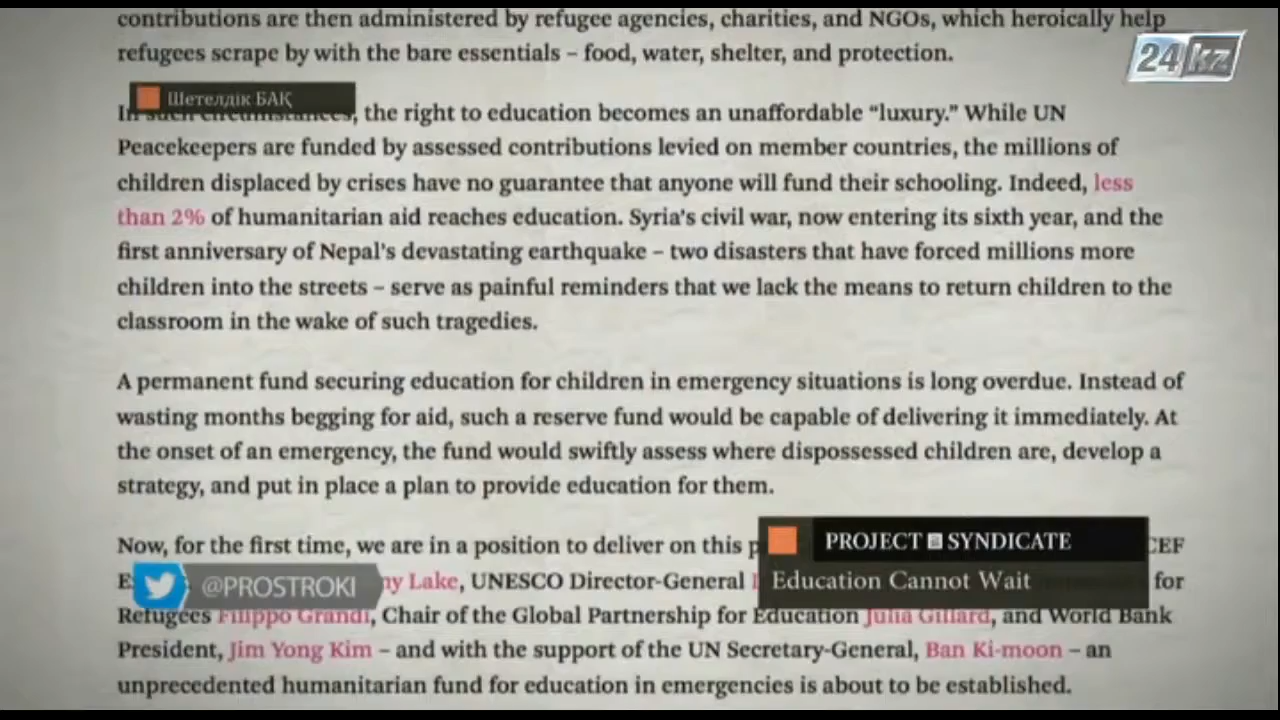 contributions are then administered by refugee agencies, charities, and NGOs, which heroically help
refugees scrape by with the bare essentials – food, water, shelter, and protection.
24 kz
Шетелдік БАҚ
In such circumstances, the right to education becomes an unaffordable “luxury.” While UN
Peacekeepers are funded by assessed contributions levied on member countries, the millions of
children displaced by crises have no guarantee that anyone will fund their schooling. Indeed, less
than 2% of humanitarian aid reaches education. Syria's civil war, now entering its sixth year, and the
first anniversary of Nepal's devastating earthquake – two disasters that have forced millions more
children into the streets – serve as painful reminders that we lack the means to return children to the
classroom in the wake of such tragedies.
A permanent fund securing education for children in emergency situations is long overdue. Instead of
wasting months begging for aid, such a reserve fund would be capable of delivering it immediately. At
the onset of an emergency, the fund would swiftly assess where dispossessed children are, develop a
strategy, and put in place a plan to provide education for them.
Now, for the first time, we are in a position to deliver on this
PROJECT SYNDICATE
Education Cannot Wait
@PROSTROKI
Lake, UNESCO Director-General
for
Refugees Filippo Grandi, Chair of the Global Partnership for Education Julia Gillard, and World Bank
President, Jim Yong Kim – and with the support of the UN Secretary-General, Ban Ki-moon – an
unprecedented humanitarian fund for education in emergencies is about to be established.